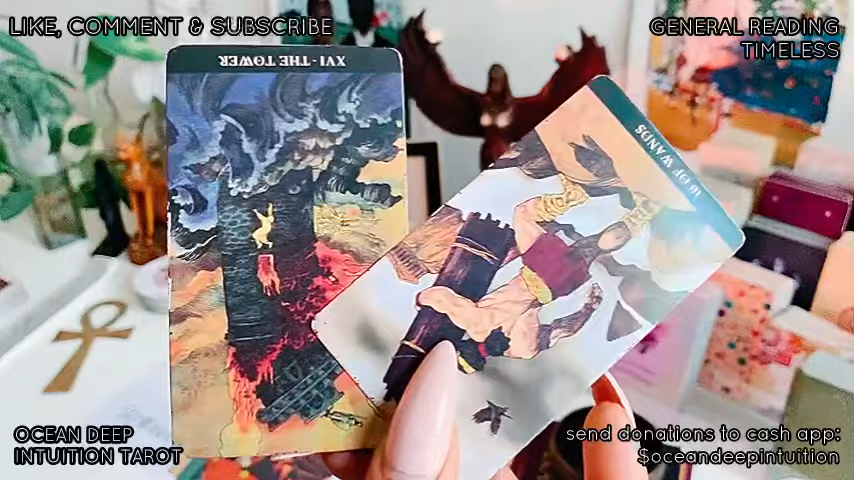 LIKE, COMMENT & SUBSCRIBE
GENERAL READING
TIMELESS
XVI - THE TOWER
10 OF WANDS
OCEAN DEEP
INTUITION TAROT
send donations to cash app:
$oceandeepintuition